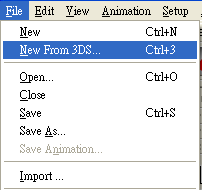 File Edit View Animation Setup
New Ctrl+N
New From 3DS... Ctrl+3
Open... Ctrl+O
Close
Save Ctrl+S
Save As...
Save Animation...
Import ...